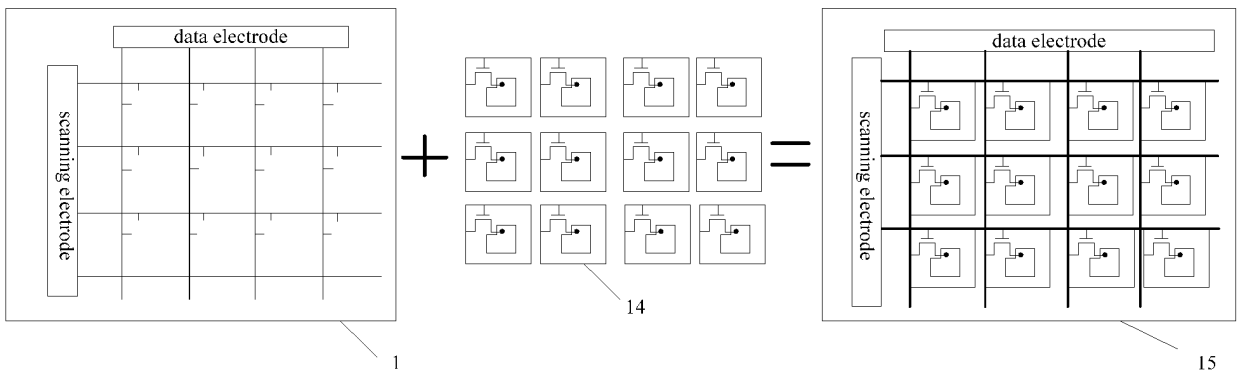 data electrode
scanning electrode
1
+
14
=
data electrode
scanning electrode
15